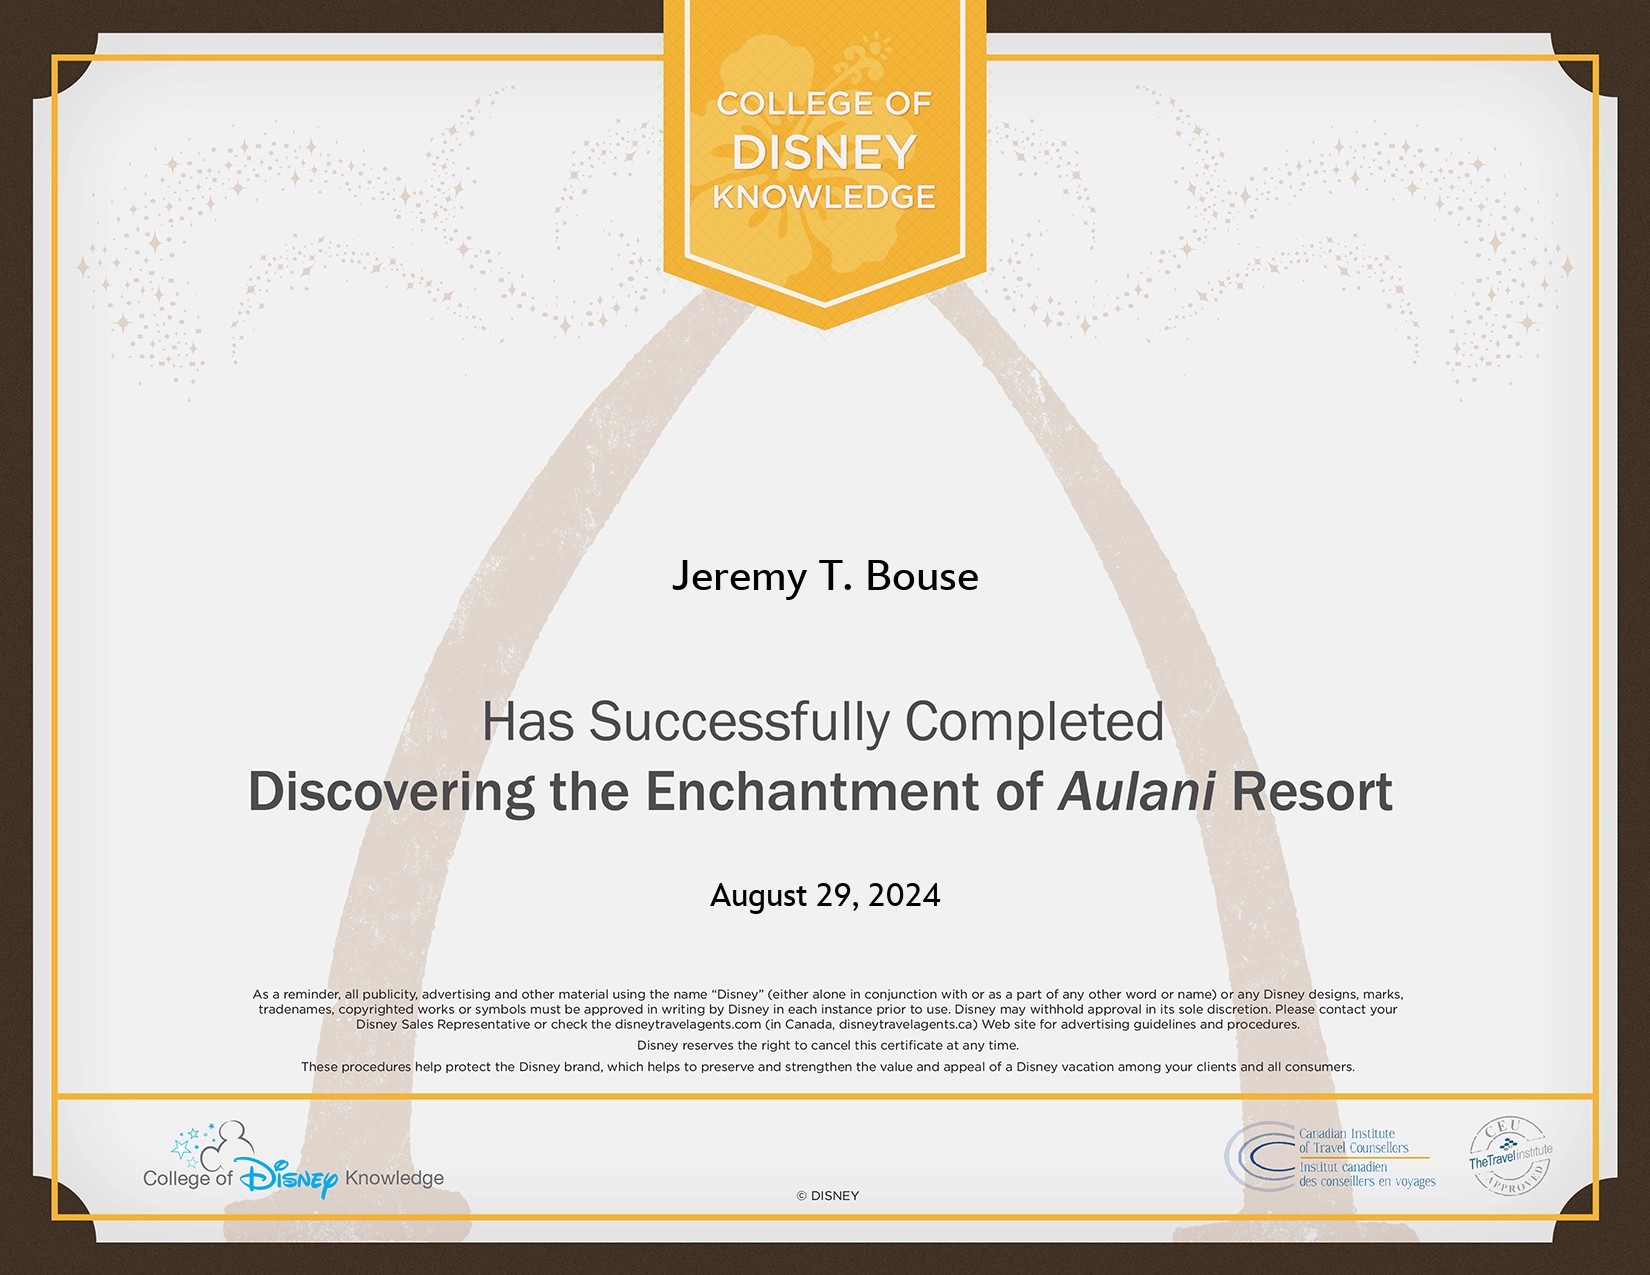 COLLEGE OF
DISNEY
KNOWLEDGE
Jeremy T. Bouse
Has Successfully Completed
Discovering the Enchantment of Aulani Resort
August 29, 2024
As a reminder, all publicity, advertising and other material using the name “Disney” (either alone in conjunction with or as a part of any other word or name) or any Disney designs, marks,
tradenames, copyrighted works or symbols must be approved in writing by Disney in each instance prior to use. Disney may withhold approval in its sole discretion. Please contact your
Disney Sales Representative or check the disneytravelagents.com (in Canada, disneytravelagents.ca) Web site for advertising guidelines and procedures.
Disney reserves the right to cancel this certificate at any time.
These procedures help protect the Disney brand, which helps to preserve and strengthen the value and appeal of a Disney vacation among your clients and all consumers.
College of Disney Knowledge
© DISNEY
Canadian Institute
of Travel Counsellors
Institut canadien
des conseillers en voyages
CEU
TheTravelinstitute
APPROVED